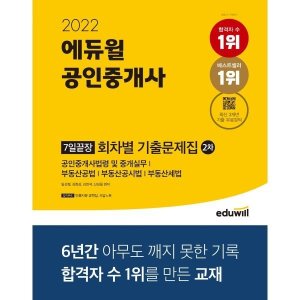 2022
에듀윌
공인중개사
합격자 수
1위
베스트셀러
1위
7일끝장 회차별 기출문제집 2차
공인중개사법령 및 중개실무 |
부동산공법 | 부동산공시법 | 부동산세법
eduwill
6년간 아무도 깨지 못한 기록
합격자 수 1위를 만든 교재